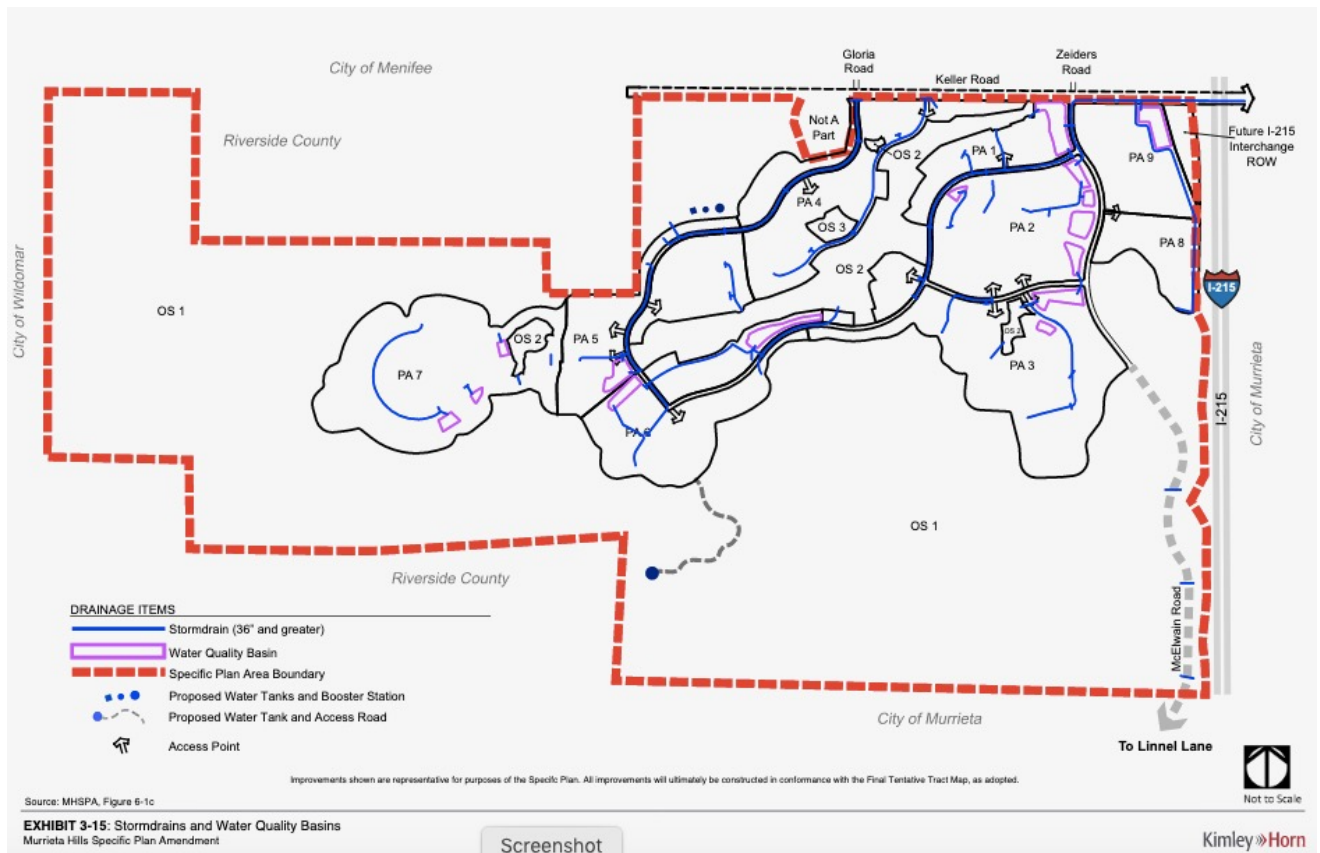 City of Menifee
Gloria
Road
Keller Road
Zeiders
Road
Riverside County
Not A
Part
OS 2
PA 1
PA 9
Future I-215
Interchange
ROW
PA 4
OS 3
PA 2
PA 8
City of Wildomar
OS 1
OS 2
I-215
OS 2
PA 5
OS 2
PA 7
PA 3
I-215
City of Murrieta
PA 6
OS 1
Riverside County
McElwain Road
DRAINAGE ITEMS
Stormdrain (36" and greater)
Water Quality Basin
Specific Plan Area Boundary
Proposed Water Tanks and Booster Station
Proposed Water Tank and Access Road
Access Point
City of Murrieta
To Linnel Lane
Improvements shown are representative for purposes of the Specifc Plan. All improvements will ultimately be constructed in conformance with the Final Tentative Tract Map, as adopted.
Not to Scale
Source: MHSPA, Figure 6-1c
EXHIBIT 3-15: Stormdrains and Water Quality Basins
Murrieta Hills Specific Plan Amendment
Screenshot
Kimley»Horn